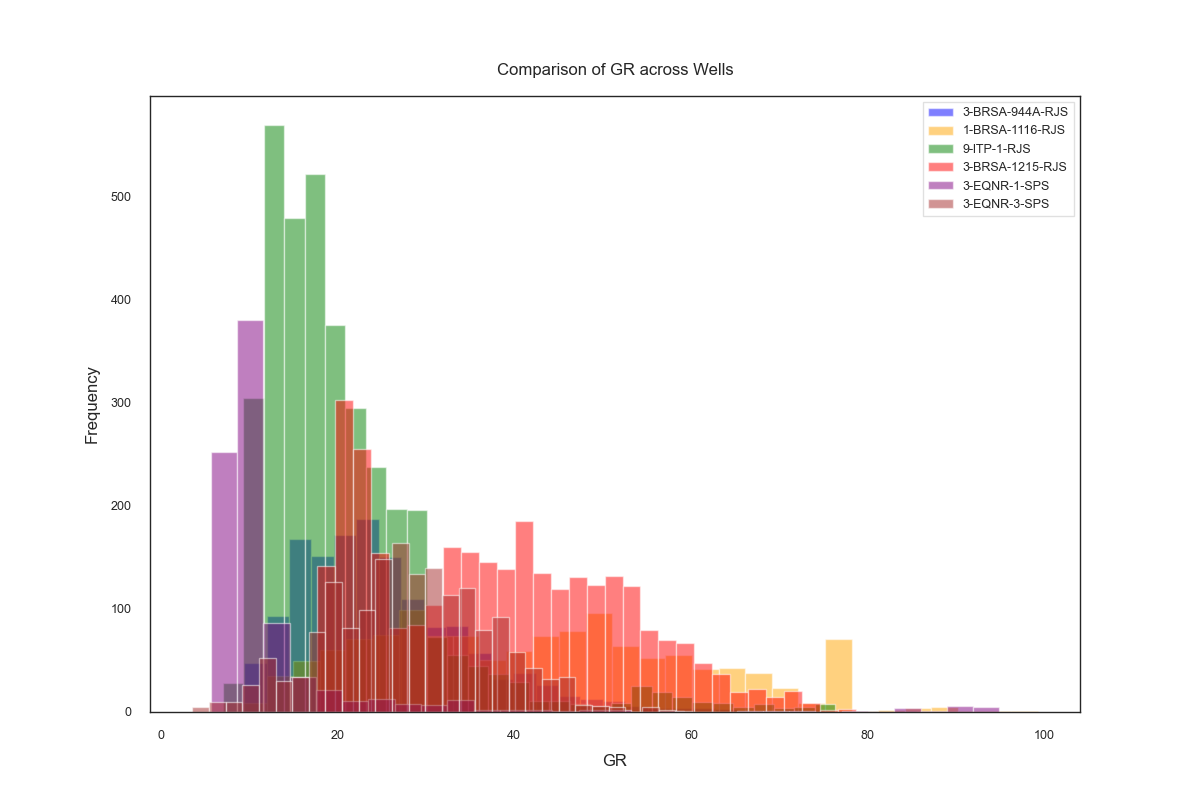 Comparison of GR across Wells
3-BRSA-944A-RJS
1-BRSA-1116-RJS
9-ITP-1-RJS
3-BRSA-1215-RJS
3-EQNR-1-SPS
3-EQNR-3-SPS
Frequency
500
400
300
200
100
0
0 20 40 60 80 100
GR